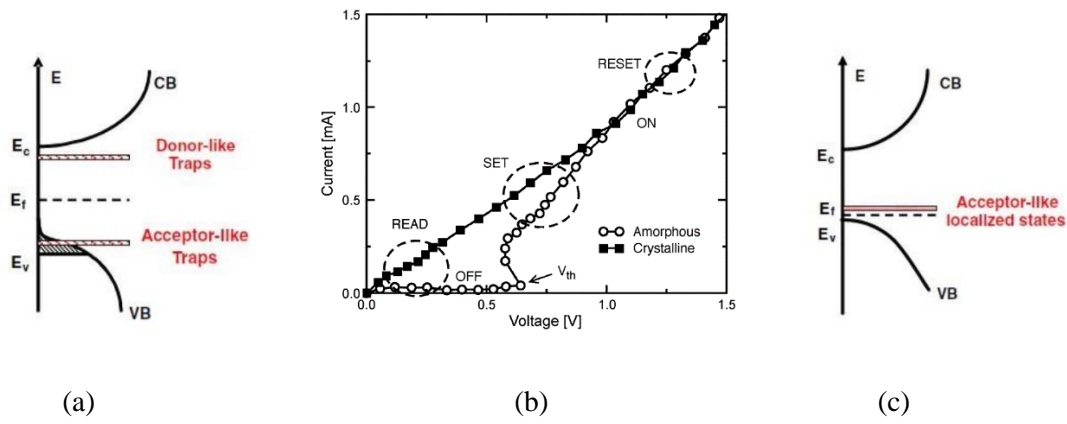 E
CB
Donor-like
Traps
Ec
Ef
Acceptor-like
Traps
Ev
VB
1.5
1.0
0.5
0.0
Current [mA]
RESET
ON
SET
READ
OFF
Amorphous
Crystalline
Vth
0.0
0.5
1.0
1.5
Voltage [V]
E
CB
Ec
Ef
Acceptor-like
localized states
Ev
VB
(a)
(b)
(c)